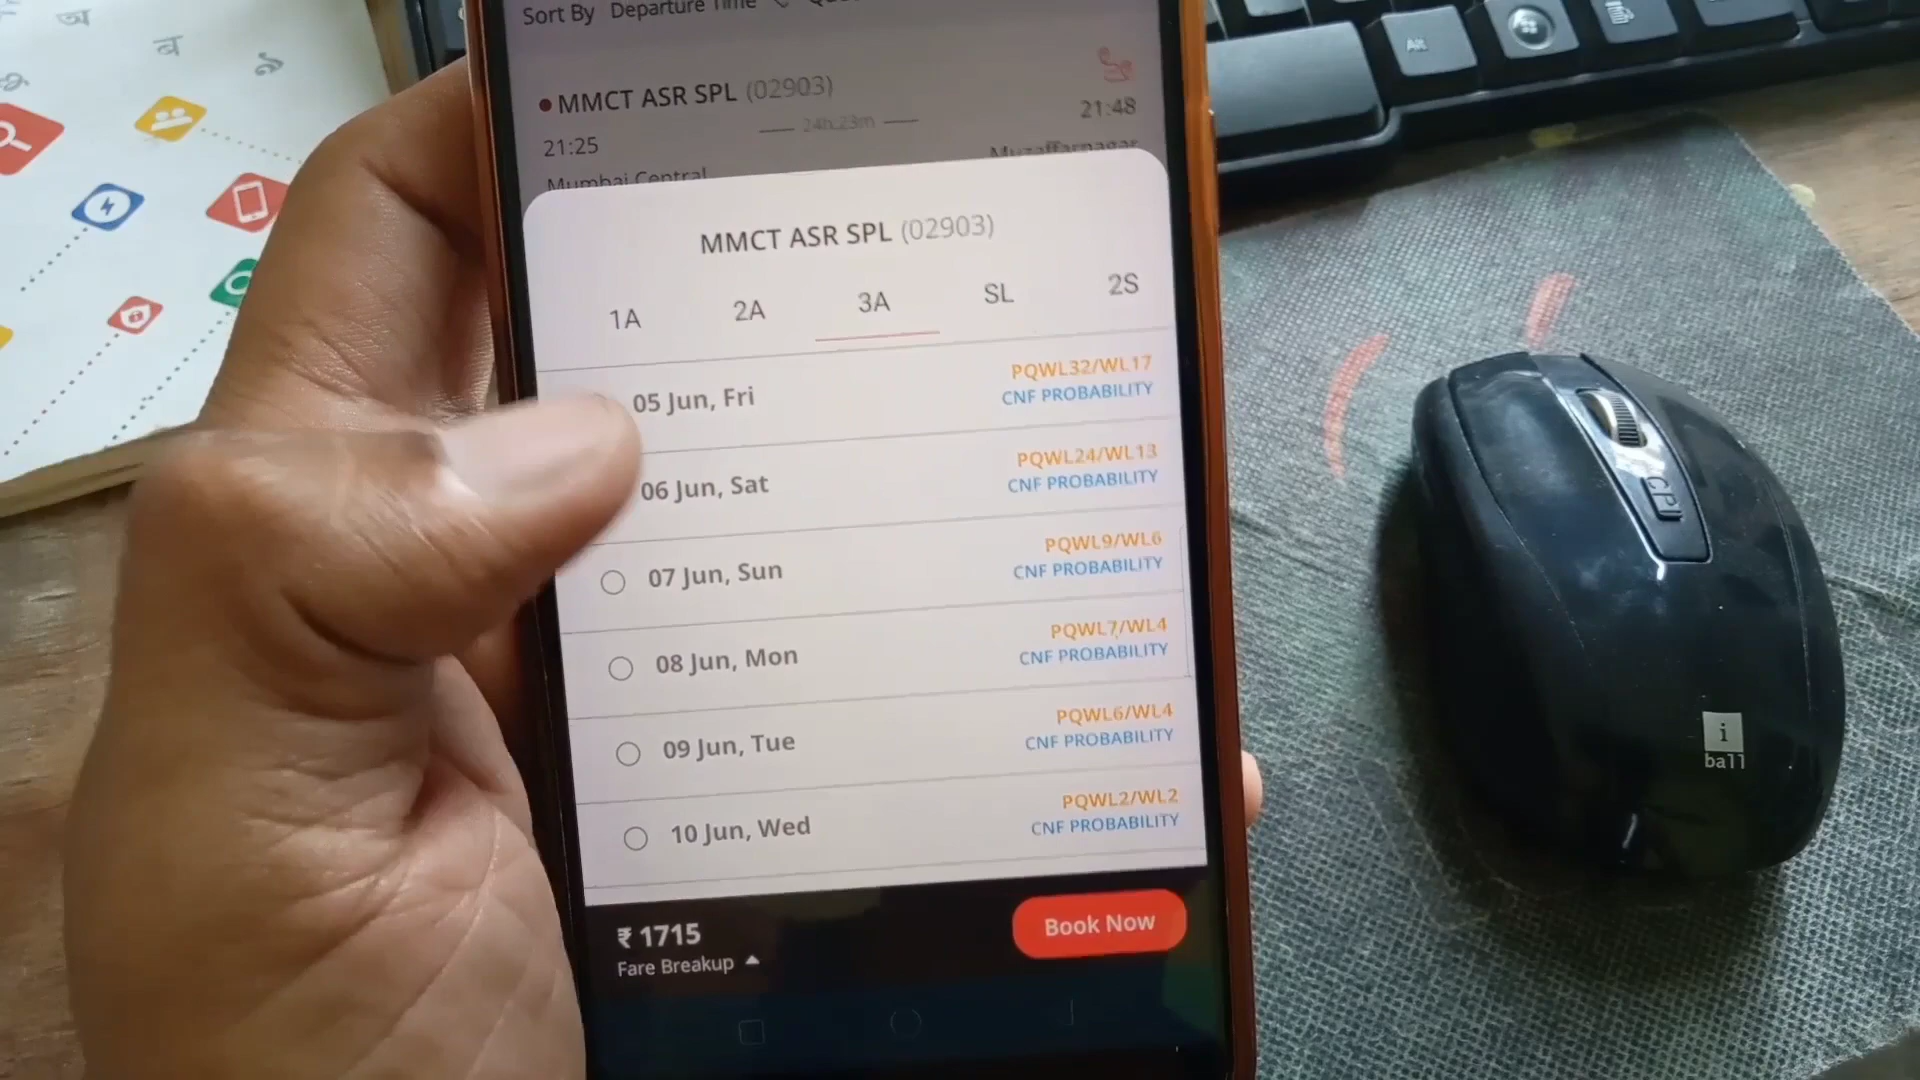 अ
ब
Sort By Departure Time
MMCT ASR SPL (02903)
21:25
24h 23m
21:48
Mumbai Central
Muzaffarnagar
MMCT ASR SPL (02903)
1A 2A 3A SL 2S
05 Jun, Fri
PQWL32/WL17
CNF PROBABILITY
06 Jun, Sat
PQWL24/WL13
CNF PROBABILITY
07 Jun, Sun
PQWL9/WL6
CNF PROBABILITY
08 Jun, Mon
PQWL7/WL4
CNF PROBABILITY
09 Jun, Tue
PQWL6/WL4
CNF PROBABILITY
10 Jun, Wed
PQWL2/WL2
CNF PROBABILITY
₹ 1715
Fare Breakup
Book Now
Alt
CPI
i
ball